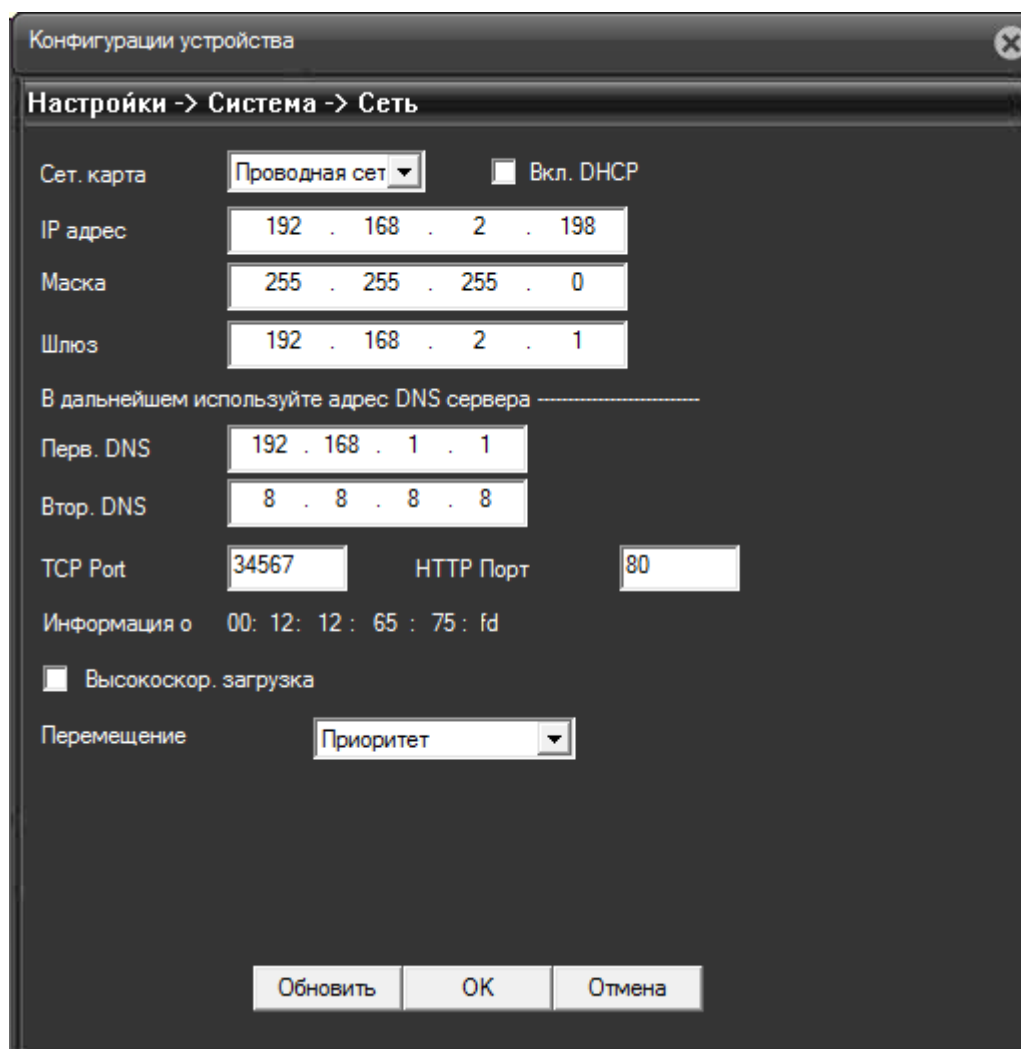 Конфигурации устройства
Настройки -> Система -> Сеть
Сет. карта Проводная сет Вкл. DHCP
IP адрес 192 . 168 . 2 . 198
Маска 255 . 255 . 255 . 0
Шлюз 192 . 168 . 2 . 1
В дальнейшем используйте адрес DNS сервера ---------------------------
Перв. DNS 192 . 168 . 1 . 1
Втор. DNS 8 . 8 . 8 . 8
TCP Port 34567 HTTP Порт 80
Информация о 00: 12: 12 : 65 : 75 : fd
Высокоскор. загрузка
Перемещение Приоритет
Обновить OK Отмена